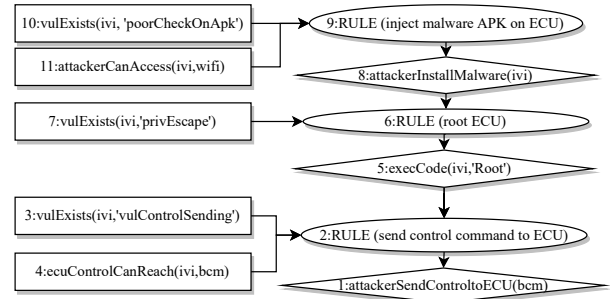 10:vulExists(ivi, 'poorCheckOnApk')
9:RULE (inject malware APK on ECU)
11:attackerCanAccess(ivi,wifi)
8:attackerInstallMalware(ivi)
7:vulExists(ivi,'privEscape')
6:RULE (root ECU)
5:execCode(ivi,'Root')
3:vulExists(ivi,'vulControlSending')
2:RULE (send control command to ECU)
4:ecuControlCanReach(ivi,bcm)
1:attackerSendControltoECU(bcm)